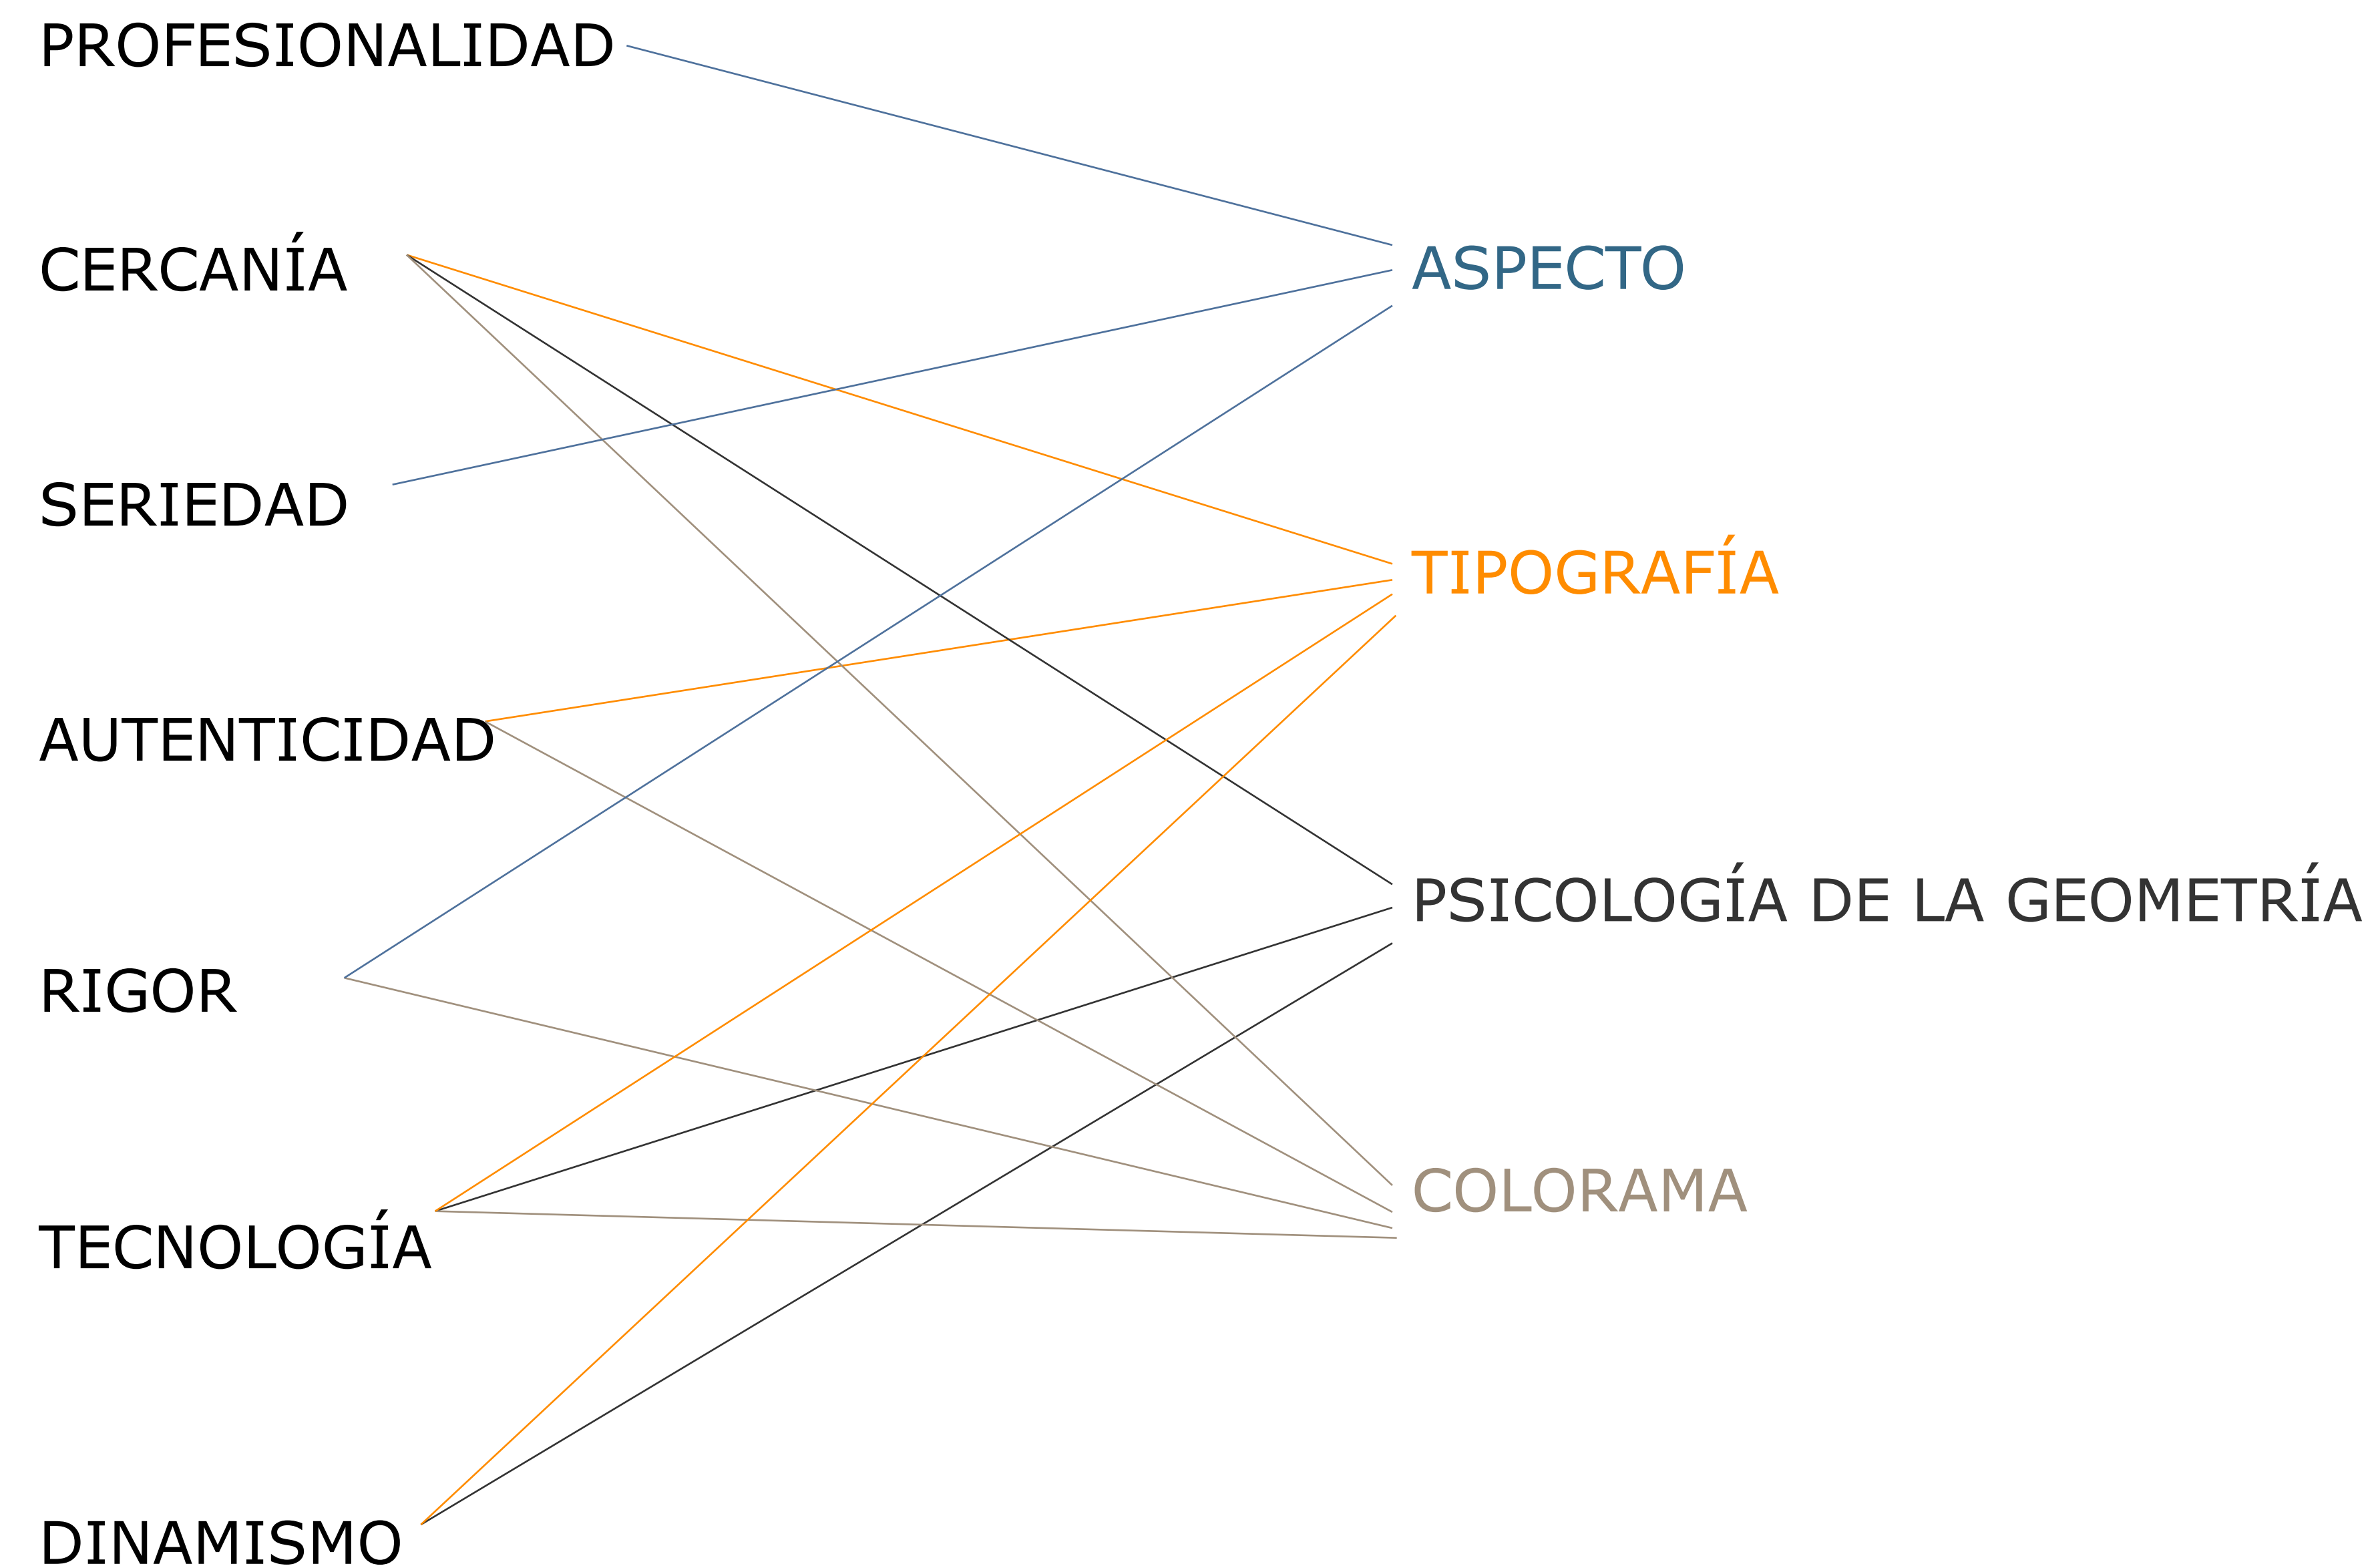 PROFESIONALIDAD
CERCANÍA
SERIEDAD
AUTENTICIDAD
RIGOR
TECNOLOGÍA
DINAMISMO
ASPECTO
TIPOGRAFÍA
PSICOLOGÍA DE LA GEOMETRÍA
COLORAMA